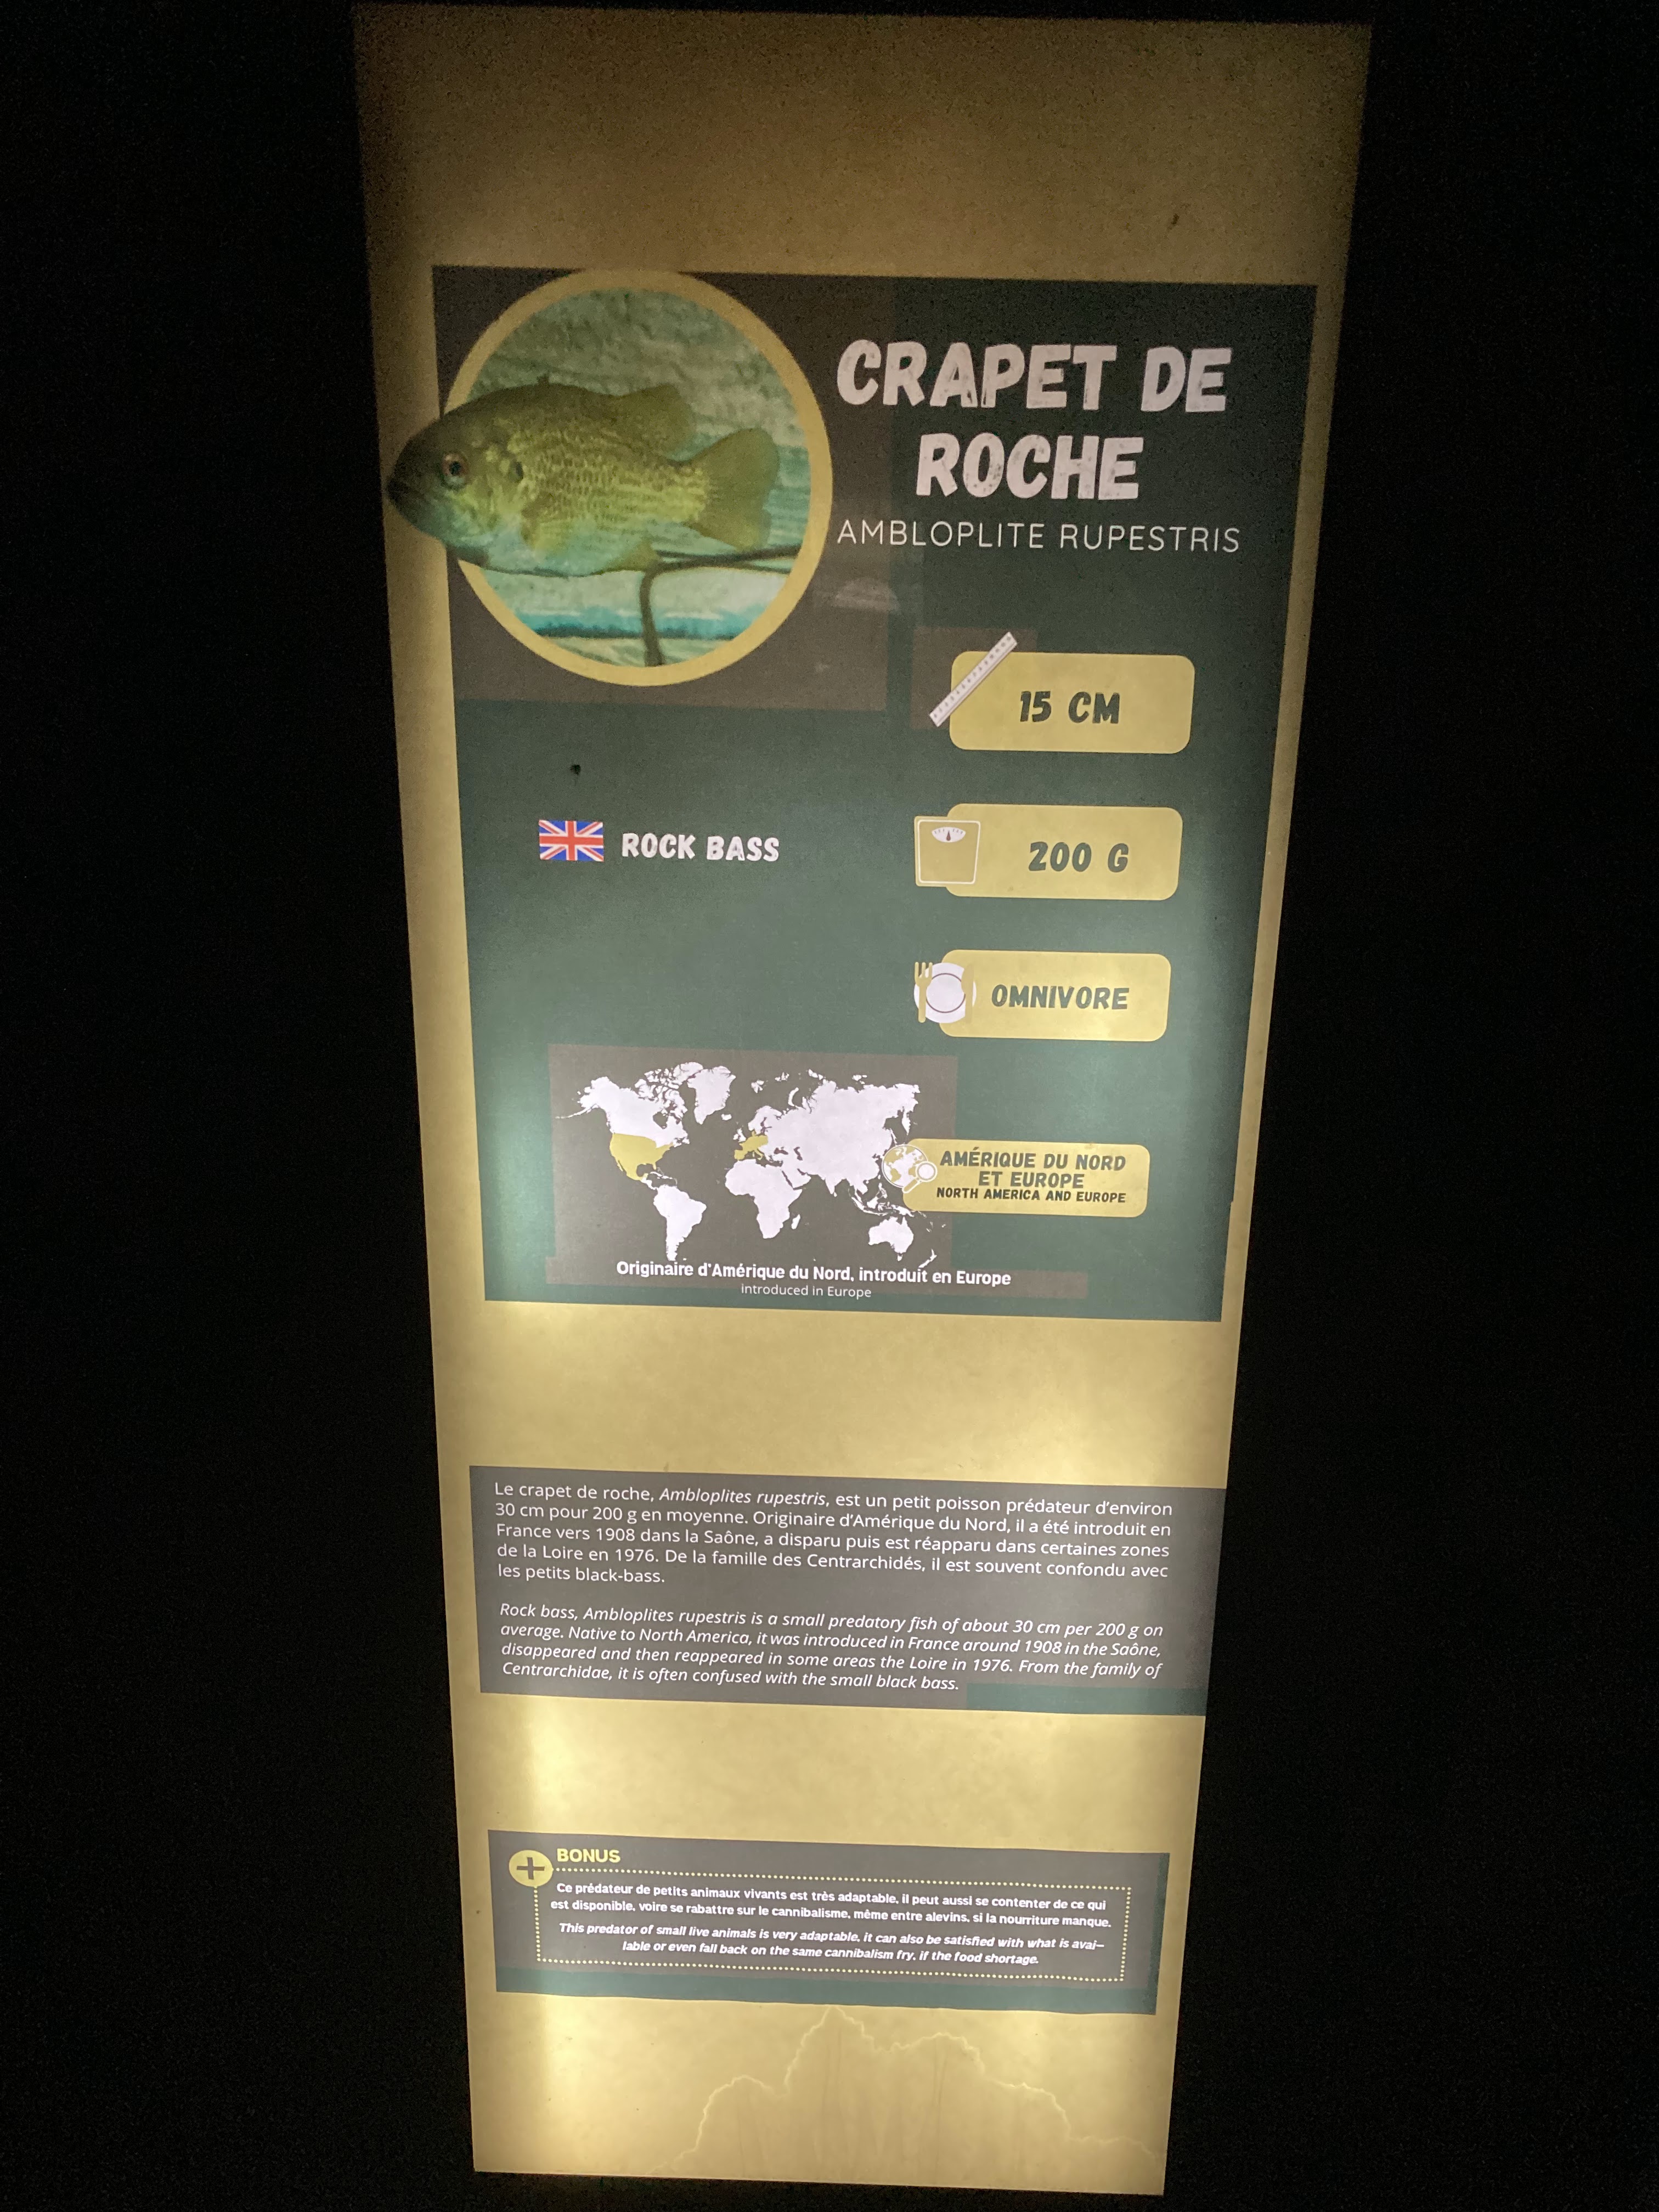 CRAPET DE
ROCHE
AMBLOPLITE RUPESTRIS
15 CM
ROCK BASS
200 G
OMNIVORE
AMÉRIQUE DU NORD
ET EUROPE
NORTH AMERICA AND EUROPE
Originaire d'Amérique du Nord, introduit en Europe
introduced in Europe
Le crapet de roche, Ambloplites rupestris, est un petit poisson prédateur d'environ
30 cm pour 200 g en moyenne. Originaire d'Amérique du Nord, il a été introduit en
France vers 1908 dans la Saône, a disparu puis est réapparu dans certaines zones
de la Loire en 1976. De la famille des Centrarchidés, il est souvent confondu avec
les petits black-bass.
Rock bass, Ambloplites rupestris is a small predatory fish of about 30 cm per 200 g on
average. Native to North America, it was introduced in France around 1908 in the Saône,
disappeared and then reappeared in some areas the Loire in 1976. From the family of
Centrarchidae, it is often confused with the small black bass.
BONUS
Ce prédateur de petits animaux vivants est très adaptable, il peut aussi se contenter de ce qui
est disponible, voire se rabattre sur le cannibalisme, même entre alevins, si la nourriture manque.
This predator of small live animals is very adaptable, it can also be satisfied with what is avai-
lable or even fall back on the same cannibalism fry, if the food shortage.